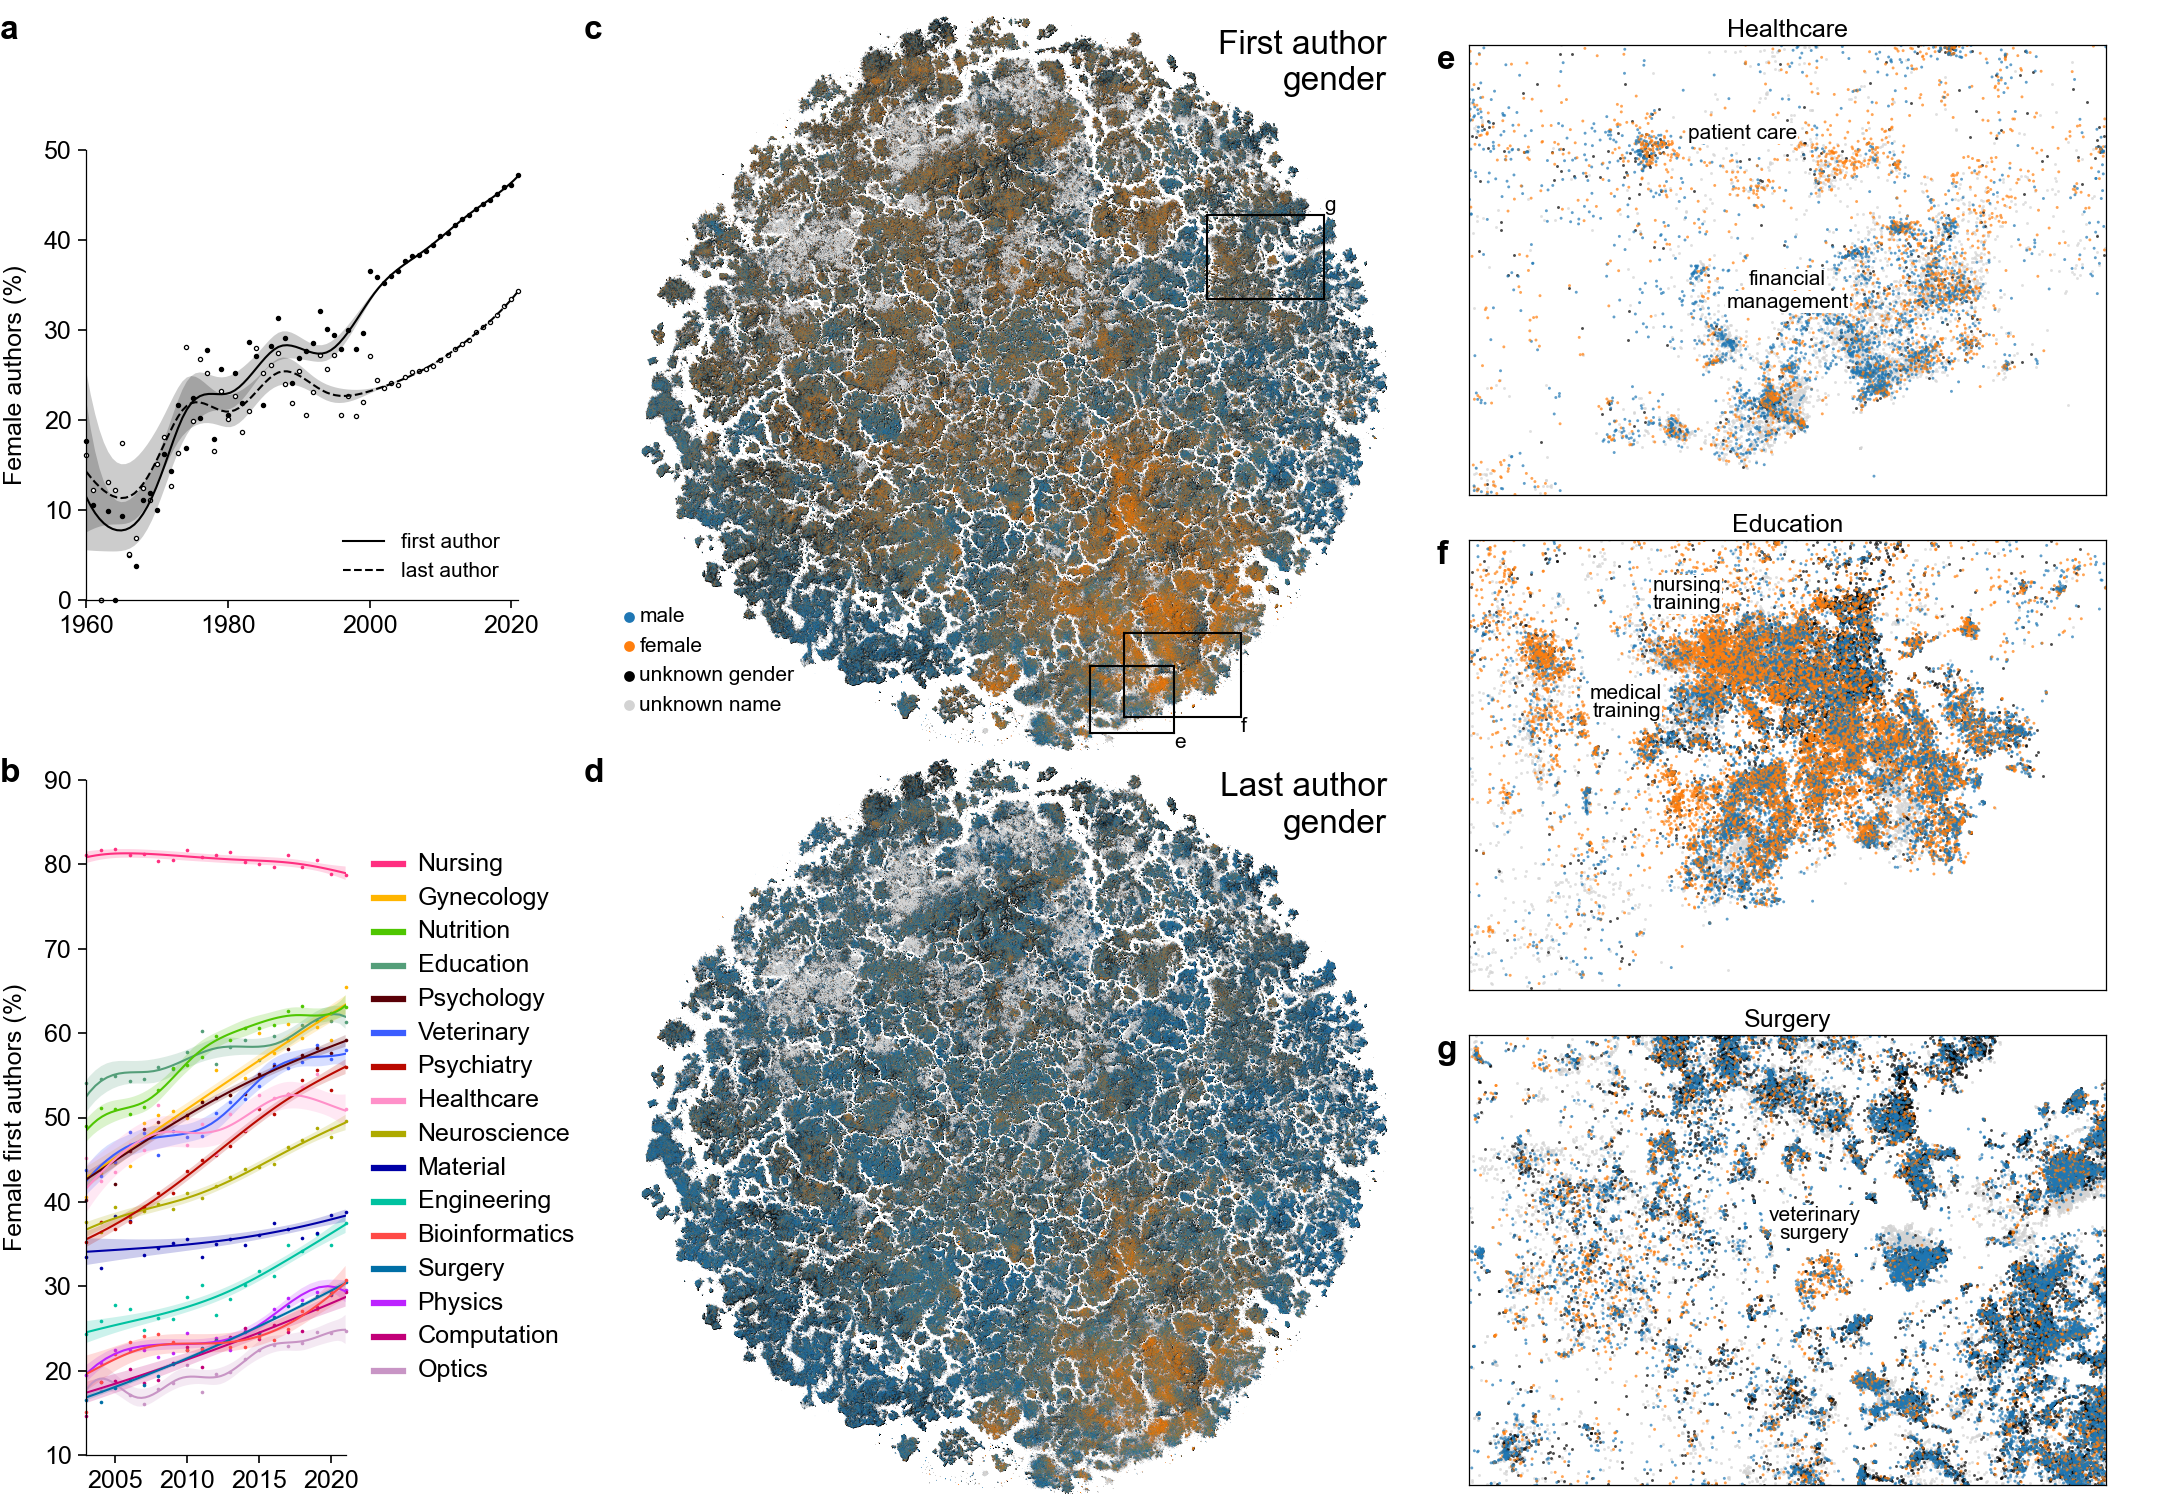 a
50
40
30
20
10
0
1960
1980
2000
2020
Female authors (%)
first author
last author
b
90
80
70
60
50
40
30
20
10
2005
2010
2015
2020
Female first authors (%)
Nursing
Gynecology
Nutrition
Education
Psychology
Veterinary
Psychiatry
Healthcare
Neuroscience
Material
Engineering
Bioinformatics
Surgery
Physics
Computation
Optics
c
First author
gender
g
male
female
unknown gender
unknown name
f
e
d
Last author
gender
e
Healthcare
patient care
financial
management
f
Education
nursing
training
medical
training
g
Surgery
veterinary
surgery